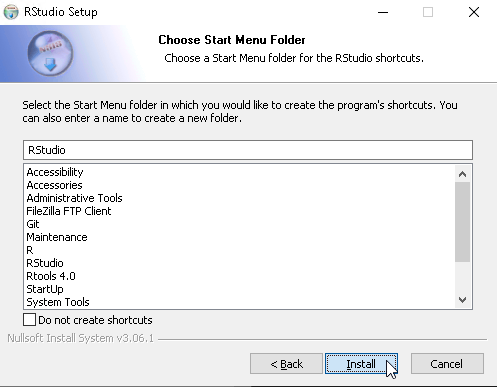 RStudio Setup
Choose Start Menu Folder
Choose a Start Menu folder for the RStudio shortcuts.
Select the Start Menu folder in which you would like to create the program's shortcuts. You
can also enter a name to create a new folder.
RStudio
Accessibility
Accessories
Administrative Tools
FileZilla FTP Client
Git
Maintenance
R
RStudio
Rtools 4.0
StartUp
System Tools
Do not create shortcuts
Nullsoft Install System v3.06.1
< Back
Install
Cancel